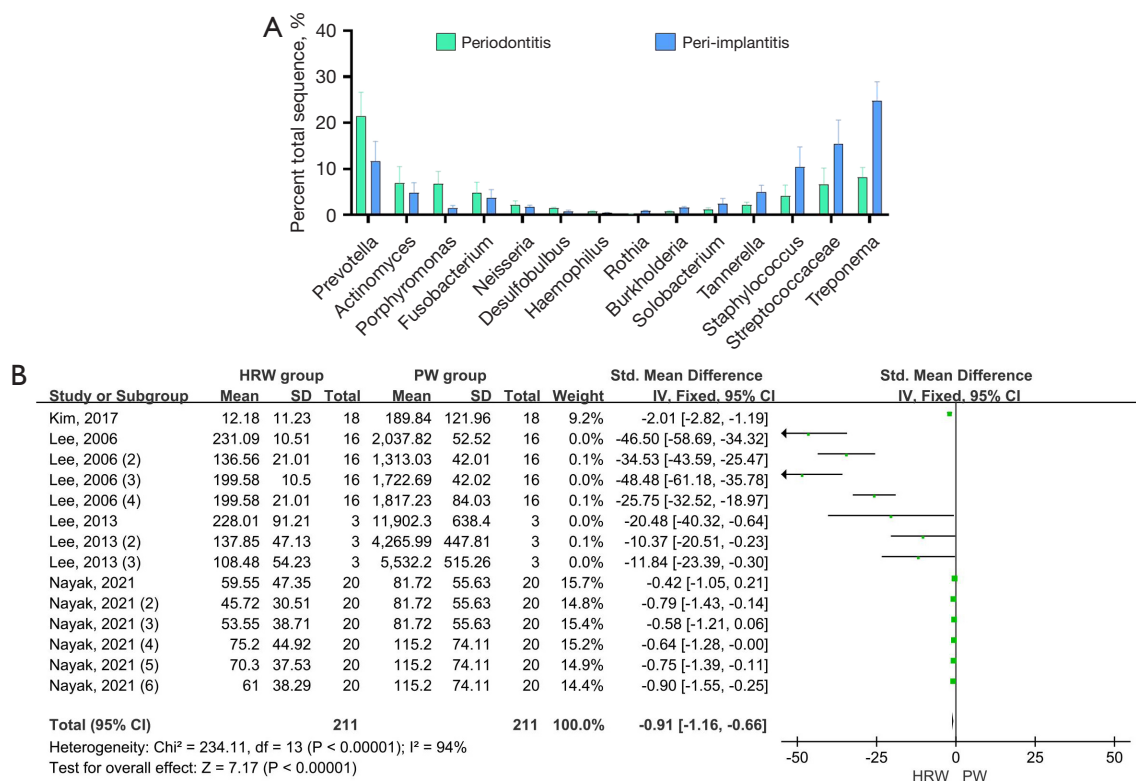 A
Percent total sequence, %
40
30
20
10
0
Periodontitis
Peri-implantitis
Prevotella
Actinomyces
Porphyromonas
Fusobacterium
Neisseria
Desulfobulbus
Haemophilus
Rothia
Burkholderia
Solobacterium
Tannerella
Staphylococcus
Streptococcaceae
Treponema
B
HRW group PW group Std. Mean Difference Std. Mean Difference
Study or Subgroup Mean SD Total Mean SD Total Weight IV, Fixed, 95% CI IV, Fixed, 95% CI
Kim, 2017 12.18 11.23 18 189.84 121.96 18 9.2% -2.01 [-2.82, -1.19]
Lee, 2006 231.09 10.51 16 2,037.82 52.52 16 0.0% -46.50 [-58.69, -34.32]
Lee, 2006 (2) 136.56 21.01 16 1,313.03 42.01 16 0.1% -34.53 [-43.59, -25.47]
Lee, 2006 (3) 199.58 10.5 16 1,722.69 42.02 16 0.0% -48.48 [-61.18, -35.78]
Lee, 2006 (4) 199.58 21.01 16 1,817.23 84.03 16 0.1% -25.75 [-32.52, -18.97]
Lee, 2013 228.01 91.21 3 11,902.3 638.4 3 0.0% -20.48 [-40.32, -0.64]
Lee, 2013 (2) 137.85 47.13 3 4,265.99 447.81 3 0.1% -10.37 [-20.51, -0.23]
Lee, 2013 (3) 108.48 54.23 3 5,532.2 515.26 3 0.0% -11.84 [-23.39, -0.30]
Nayak, 2021 59.55 47.35 20 81.72 55.63 20 15.7% -0.42 [-1.05, 0.21]
Nayak, 2021 (2) 45.72 30.51 20 81.72 55.63 20 14.8% -0.79 [-1.43, -0.14]
Nayak, 2021 (3) 53.55 38.71 20 81.72 55.63 20 15.4% -0.58 [-1.21, 0.06]
Nayak, 2021 (4) 75.2 44.92 20 115.2 74.11 20 15.2% -0.64 [-1.28, -0.00]
Nayak, 2021 (5) 70.3 37.53 20 115.2 74.11 20 14.9% -0.75 [-1.39, -0.11]
Nayak, 2021 (6) 61 38.29 20 115.2 74.11 20 14.4% -0.90 [-1.55, -0.25]
Total (95% CI) 211 211 100.0% -0.91 [-1.16, -0.66]
Heterogeneity: Chi² = 234.11, df = 13 (P < 0.00001); I² = 94%
Test for overall effect: Z = 7.17 (P < 0.00001)
-50 -25 0 25 50
HRW PW